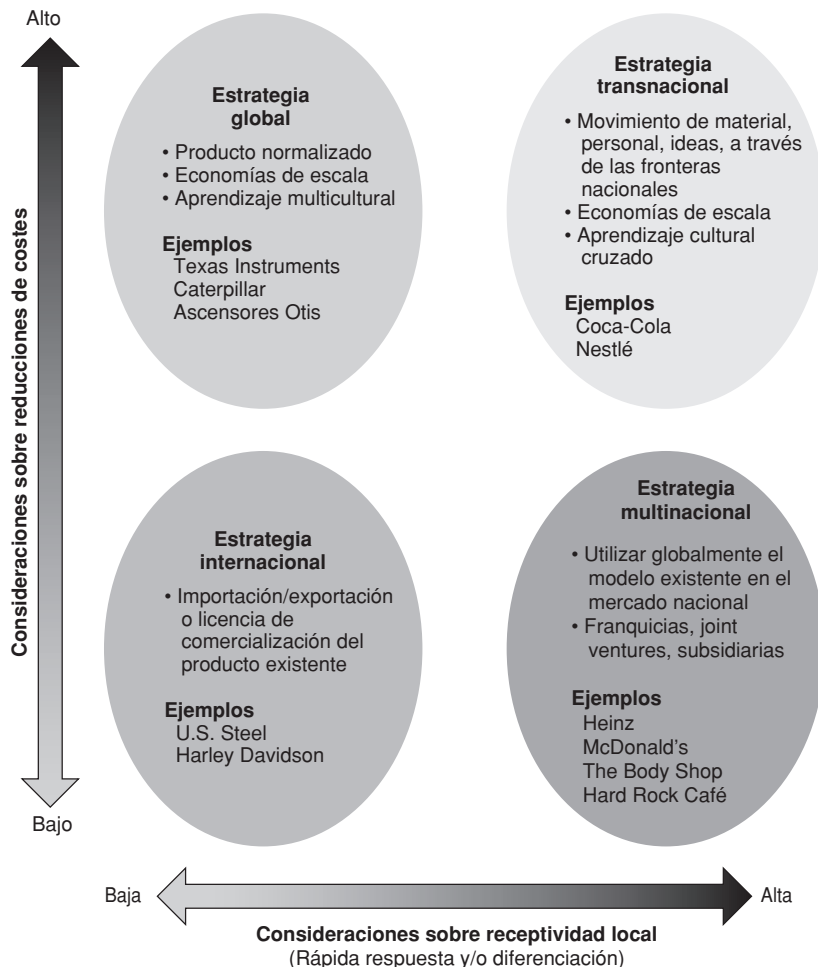 Alto
Consideraciones sobre reducciones de costes
Bajo
Estrategia
global
• Producto normalizado
• Economías de escala
• Aprendizaje multicultural
Ejemplos
Texas Instruments
Caterpillar
Ascensores Otis
Estrategia
transnacional
• Movimiento de material,
personal, ideas, a través
de las fronteras
nacionales
• Economías de escala
• Aprendizaje cultural
cruzado
Ejemplos
Coca-Cola
Nestlé
Estrategia
internacional
• Importación/exportación
o licencia de
comercialización del
producto existente
Ejemplos
U.S. Steel
Harley Davidson
Estrategia
multinacional
• Utilizar globalmente el
modelo existente en el
mercado nacional
• Franquicias, joint
ventures, subsidiarias
Ejemplos
Heinz
McDonald's
The Body Shop
Hard Rock Café
Baja
Alta
Consideraciones sobre receptividad local
(Rápida respuesta y/o diferenciación)